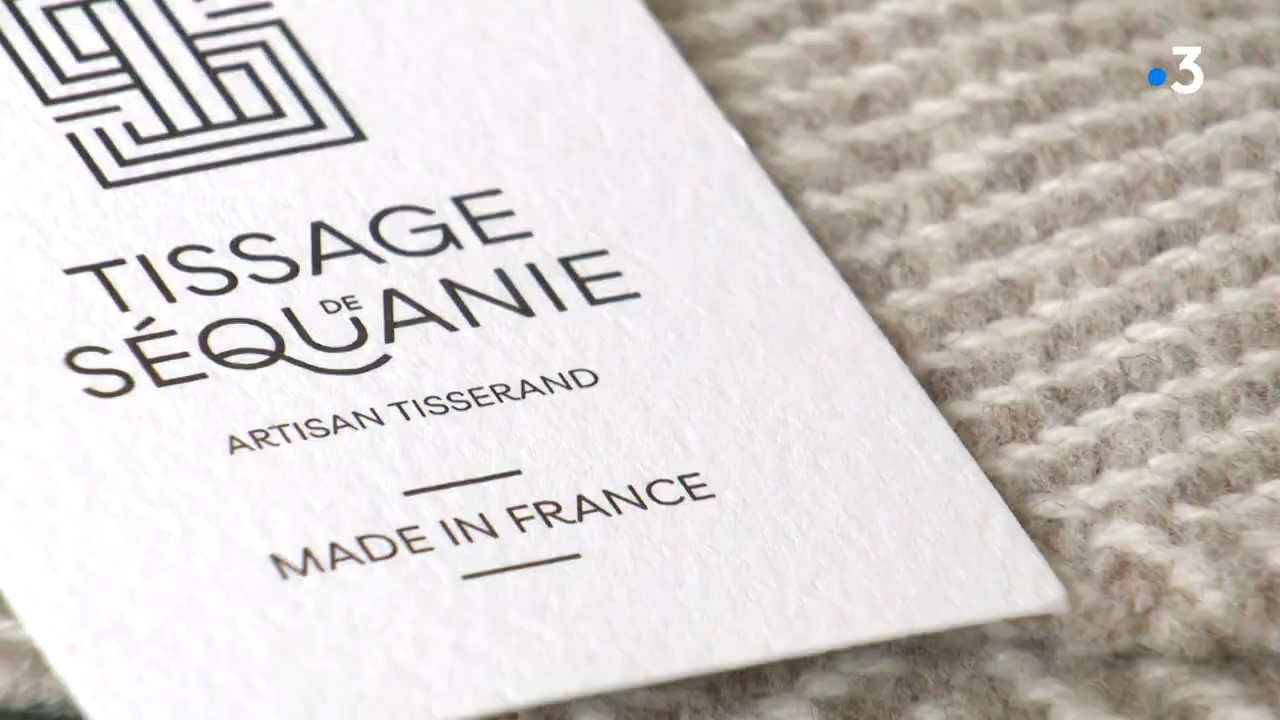 3
TISSAGE
DE
SÉQUANIE
ARTISAN TISSERAND
MADE IN FRANCE